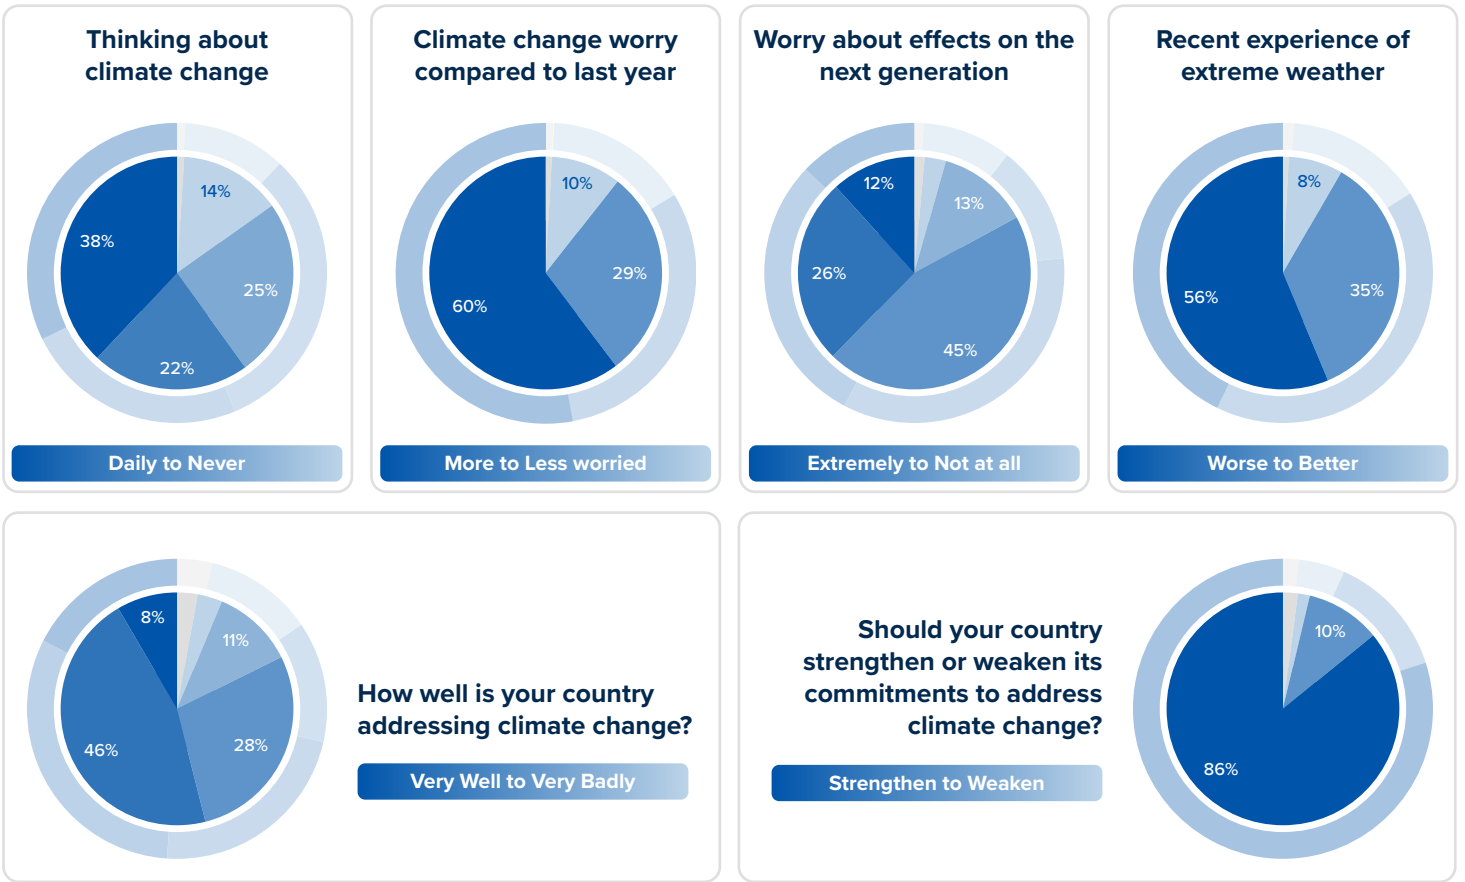 Thinking about
climate change
14%
38%
25%
22%
Daily to Never
Climate change worry
compared to last year
10%
29%
60%
More to Less worried
Worry about effects on the
next generation
12%
13%
26%
45%
Extremely to Not at all
Recent experience of
extreme weather
8%
35%
56%
Worse to Better
8%
11%
28%
46%
How well is your country
addressing climate change?
Very Well to Very Badly
Should your country
strengthen or weaken its
commitments to address
climate change?
Strengthen to Weaken
10%
86%